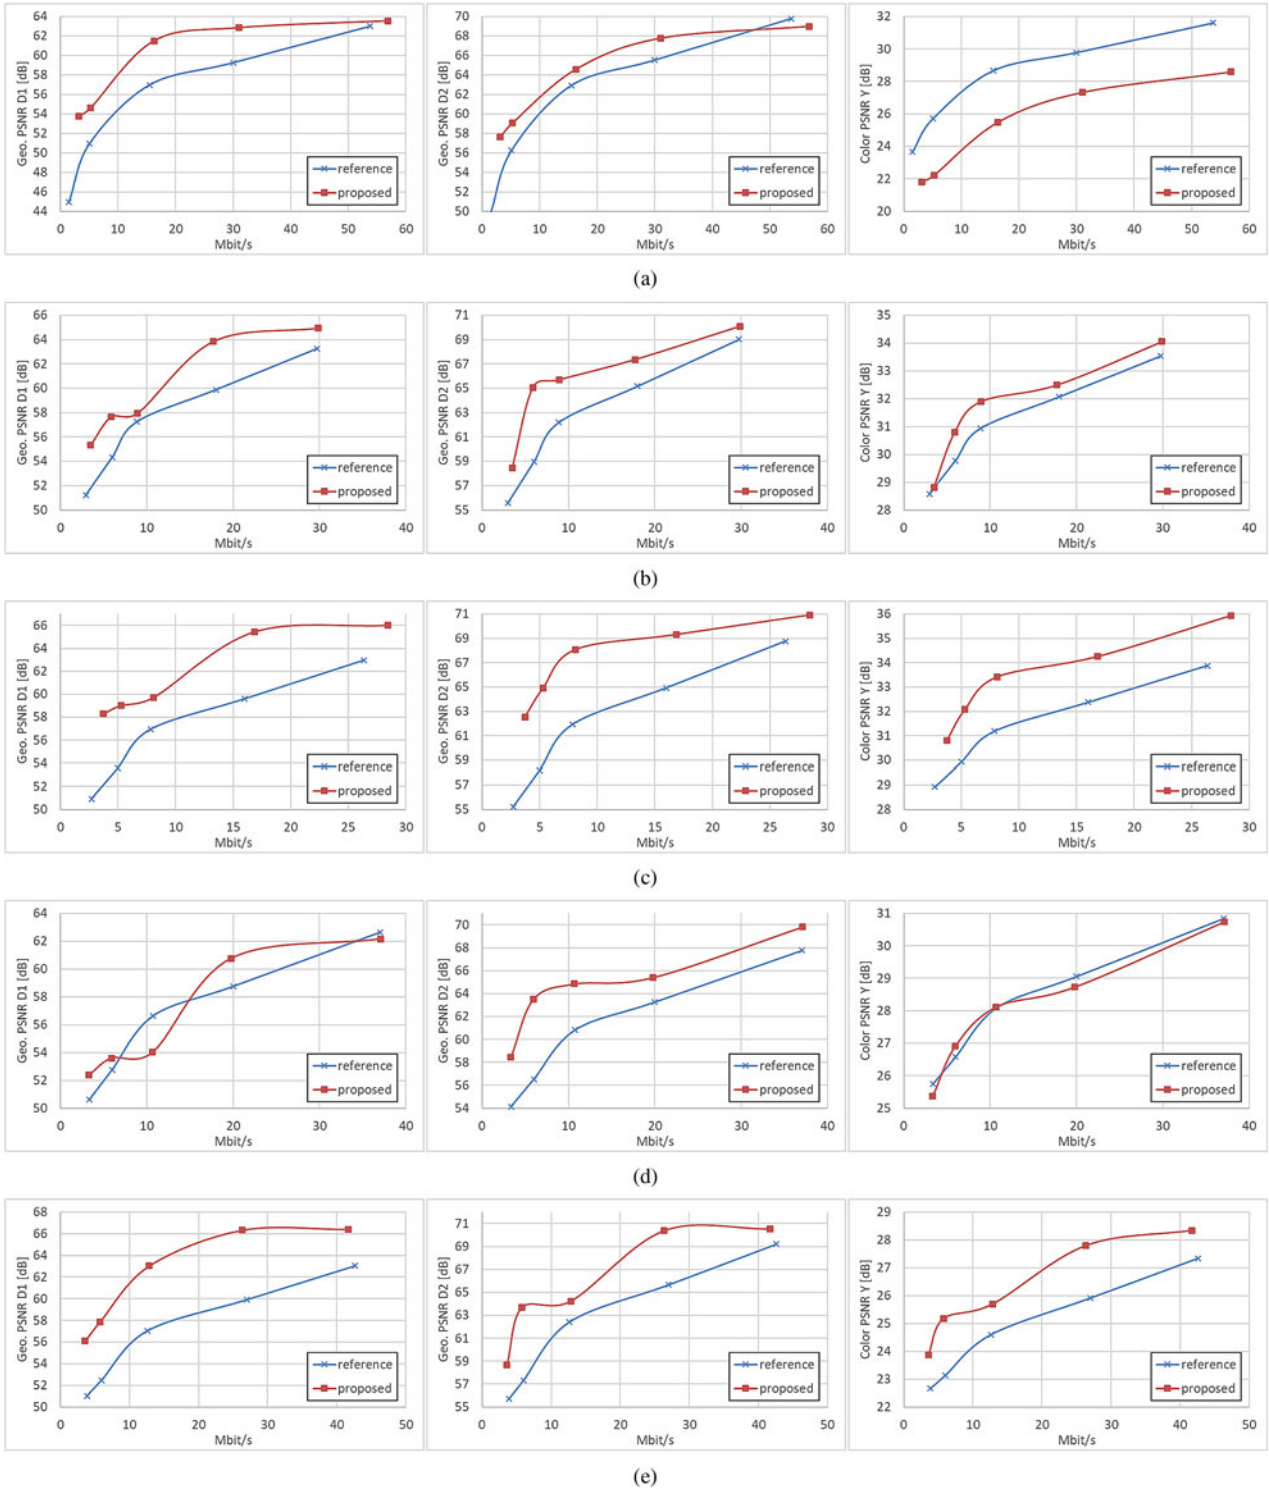 Geo. PSNR D1 [dB]
64
62
60
58
56
54
52
50
48
46
44
0 10 20 30 40 50 60
Mbit/s
reference
proposed
Geo. PSNR D2 [dB]
70
68
66
64
62
60
58
56
54
52
50
0 10 20 30 40 50 60
Mbit/s
reference
proposed
Color PSNR Y [dB]
32
30
28
26
24
22
20
0 10 20 30 40 50 60
Mbit/s
reference
proposed
(a)
Geo. PSNR D1 [dB]
66
64
62
60
58
56
54
52
50
0 10 20 30 40
Mbit/s
reference
proposed
Geo. PSNR D2 [dB]
71
69
67
65
63
61
59
57
55
0 10 20 30 40
Mbit/s
reference
proposed
Color PSNR Y [dB]
35
34
33
32
31
30
29
28
0 10 20 30 40
Mbit/s
reference
proposed
(b)
Geo. PSNR D1 [dB]
66
64
62
60
58
56
54
52
50
0 5 10 15 20 25 30
Mbit/s
reference
proposed
Geo. PSNR D2 [dB]
71
69
67
65
63
61
59
57
55
0 5 10 15 20 25 30
Mbit/s
reference
proposed
Color PSNR Y [dB]
36
35
34
33
32
31
30
29
28
0 5 10 15 20 25 30
Mbit/s
reference
proposed
(c)
Geo. PSNR D1 [dB]
64
62
60
58
56
54
52
50
0 10 20 30 40
Mbit/s
reference
proposed
Geo. PSNR D2 [dB]
70
68
66
64
62
60
58
56
54
0 10 20 30 40
Mbit/s
reference
proposed
Color PSNR Y [dB]
31
30
29
28
27
26
25
0 10 20 30 40
Mbit/s
reference
proposed
(d)
Geo. PSNR D1 [dB]
68
66
64
62
60
58
56
54
52
50
0 10 20 30 40 50
Mbit/s
reference
proposed
Geo. PSNR D2 [dB]
71
69
67
65
63
61
59
57
55
0 10 20 30 40 50
Mbit/s
reference
proposed
Color PSNR Y [dB]
29
28
27
26
25
24
23
22
0 10 20 30 40 50
Mbit/s
reference
proposed
(e)